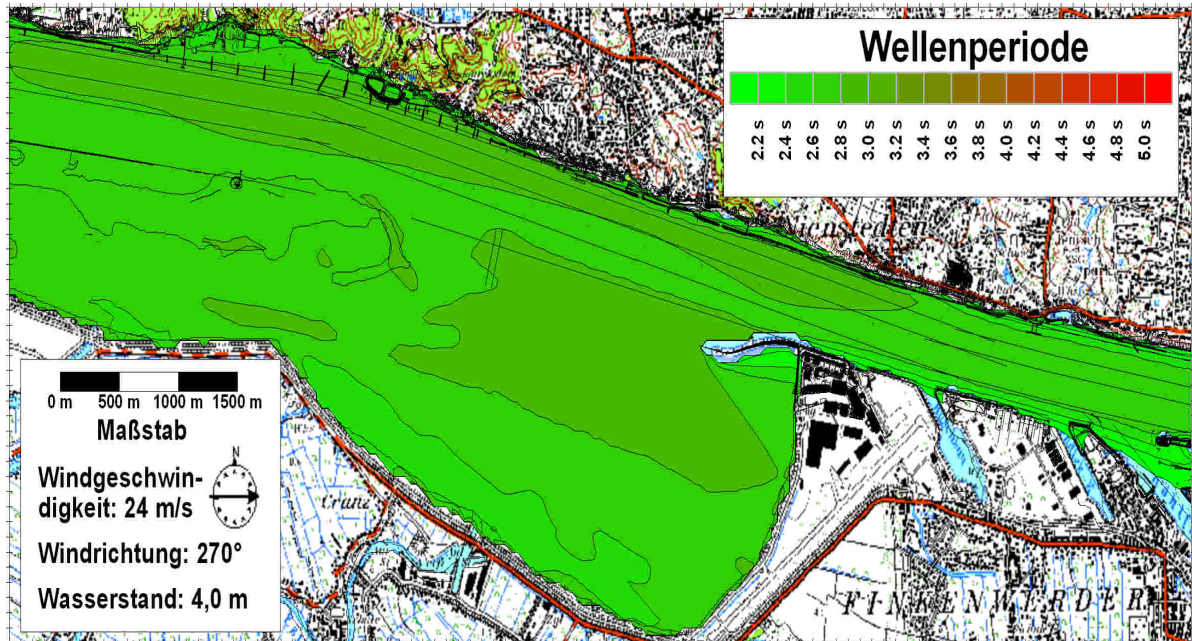 Wellenperiode
2.2 s
2.4 s
2.6 s
2.8 s
3.0 s
3.2 s
3.4 s
3.6 s
4.0 s
4.2 s
4.4 s
4.6 s
4.8 s
5.0 s
nstedten
0 m 500 m 1000 m 1500 m
Maßstab
N
Windgeschwin-
digkeit: 24 m/s
Windrichtung: 270°
Wasserstand: 4,0 m
Cranz
FINKENWERDER